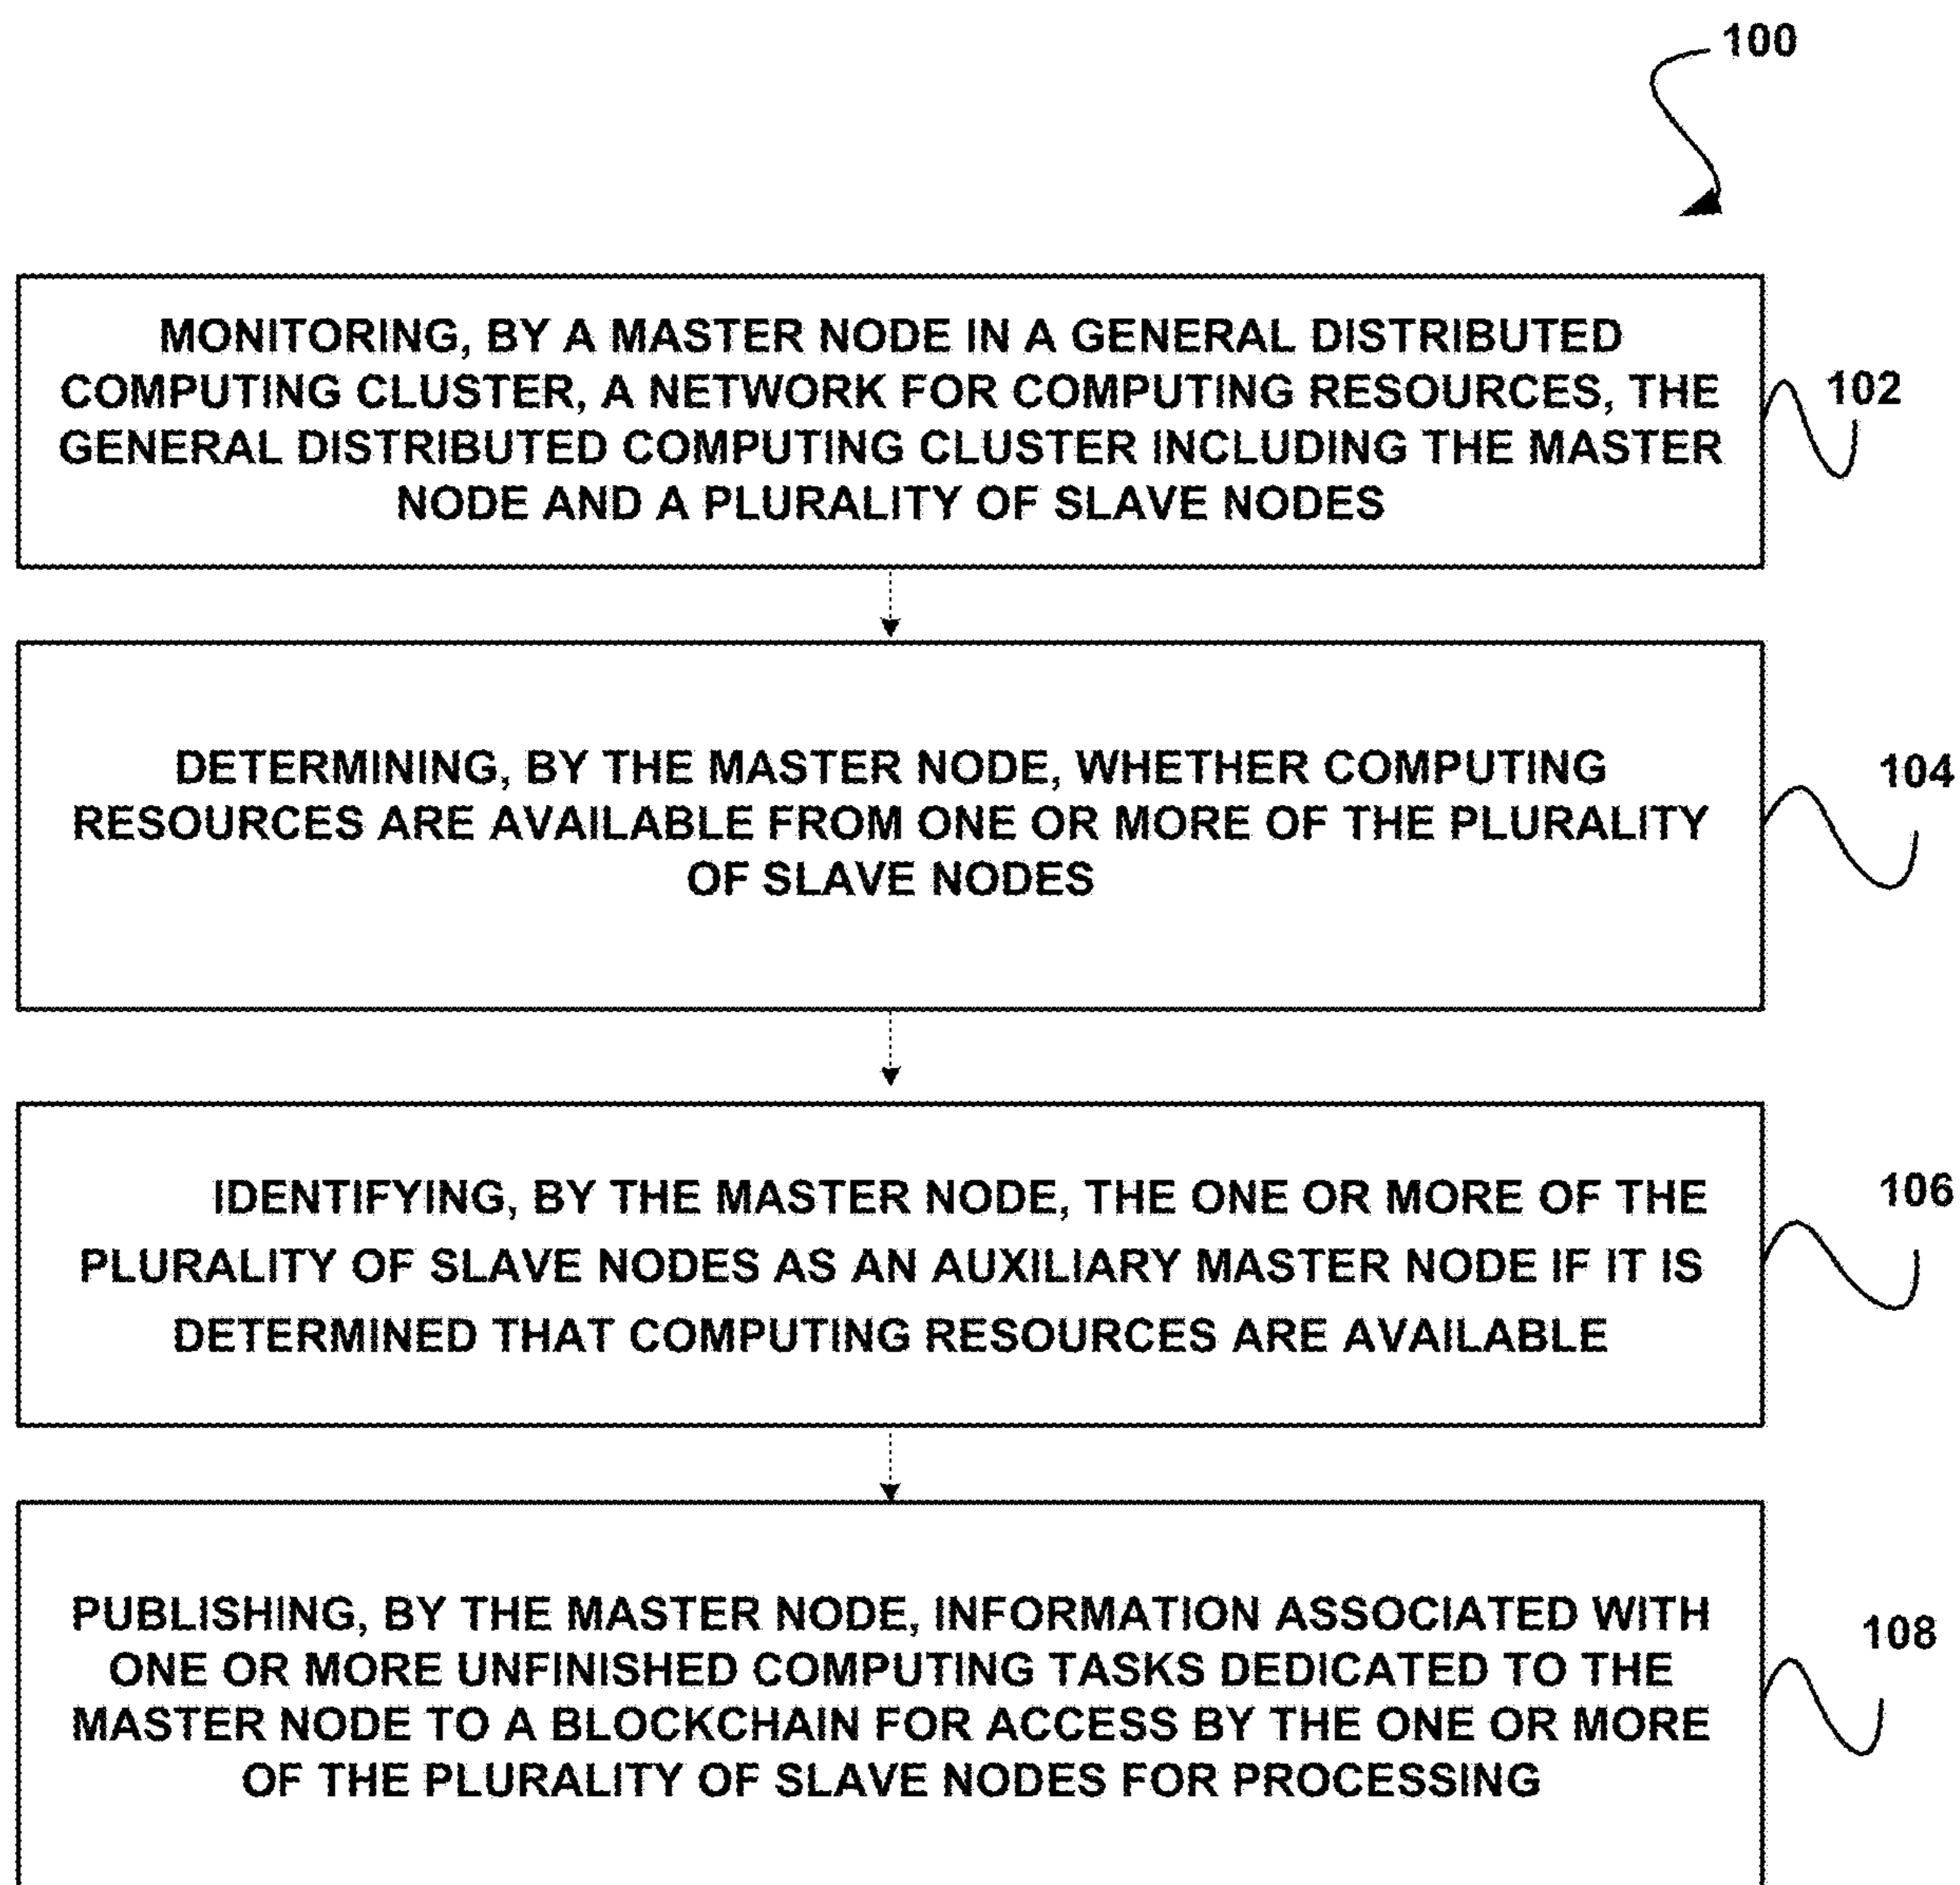 100
MONITORING, BY A MASTER NODE IN A GENERAL DISTRIBUTED
COMPUTING CLUSTER, A NETWORK FOR COMPUTING RESOURCES, THE
GENERAL DISTRIBUTED COMPUTING CLUSTER INCLUDING THE MASTER
NODE AND A PLURALITY OF SLAVE NODES
102
DETERMINING, BY THE MASTER NODE, WHETHER COMPUTING
RESOURCES ARE AVAILABLE FROM ONE OR MORE OF THE PLURALITY
OF SLAVE NODES
104
IDENTIFYING, BY THE MASTER NODE, THE ONE OR MORE OF THE
PLURALITY OF SLAVE NODES AS AN AUXILIARY MASTER NODE IF IT IS
DETERMINED THAT COMPUTING RESOURCES ARE AVAILABLE
106
PUBLISHING, BY THE MASTER NODE, INFORMATION ASSOCIATED WITH
ONE OR MORE UNFINISHED COMPUTING TASKS DEDICATED TO THE
MASTER NODE TO A BLOCKCHAIN FOR ACCESS BY THE ONE OR MORE
OF THE PLURALITY OF SLAVE NODES FOR PROCESSING
108